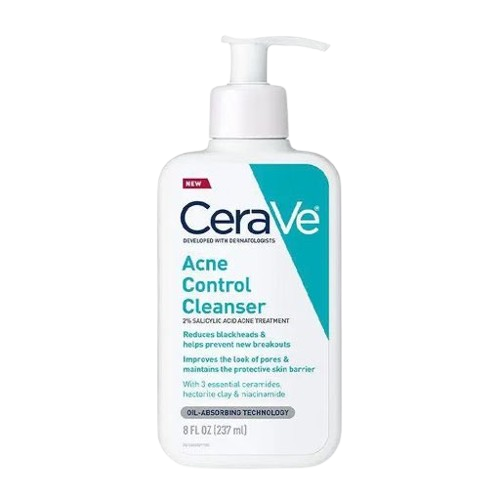 NEW
CeraVe
DEVELOPED WITH DERMATOLOGISTS
Acne
Control
Cleanser
2% SALICYLIC ACID ACNE TREATMENT
Reduces blackheads &
helps prevent new breakouts
Improves the look of pores &
maintains the protective skin barrier
With 3 essential ceramides,
hectorite clay & niacinamide
OIL-ABSORBING TECHNOLOGY
8 FL OZ (237 ml)